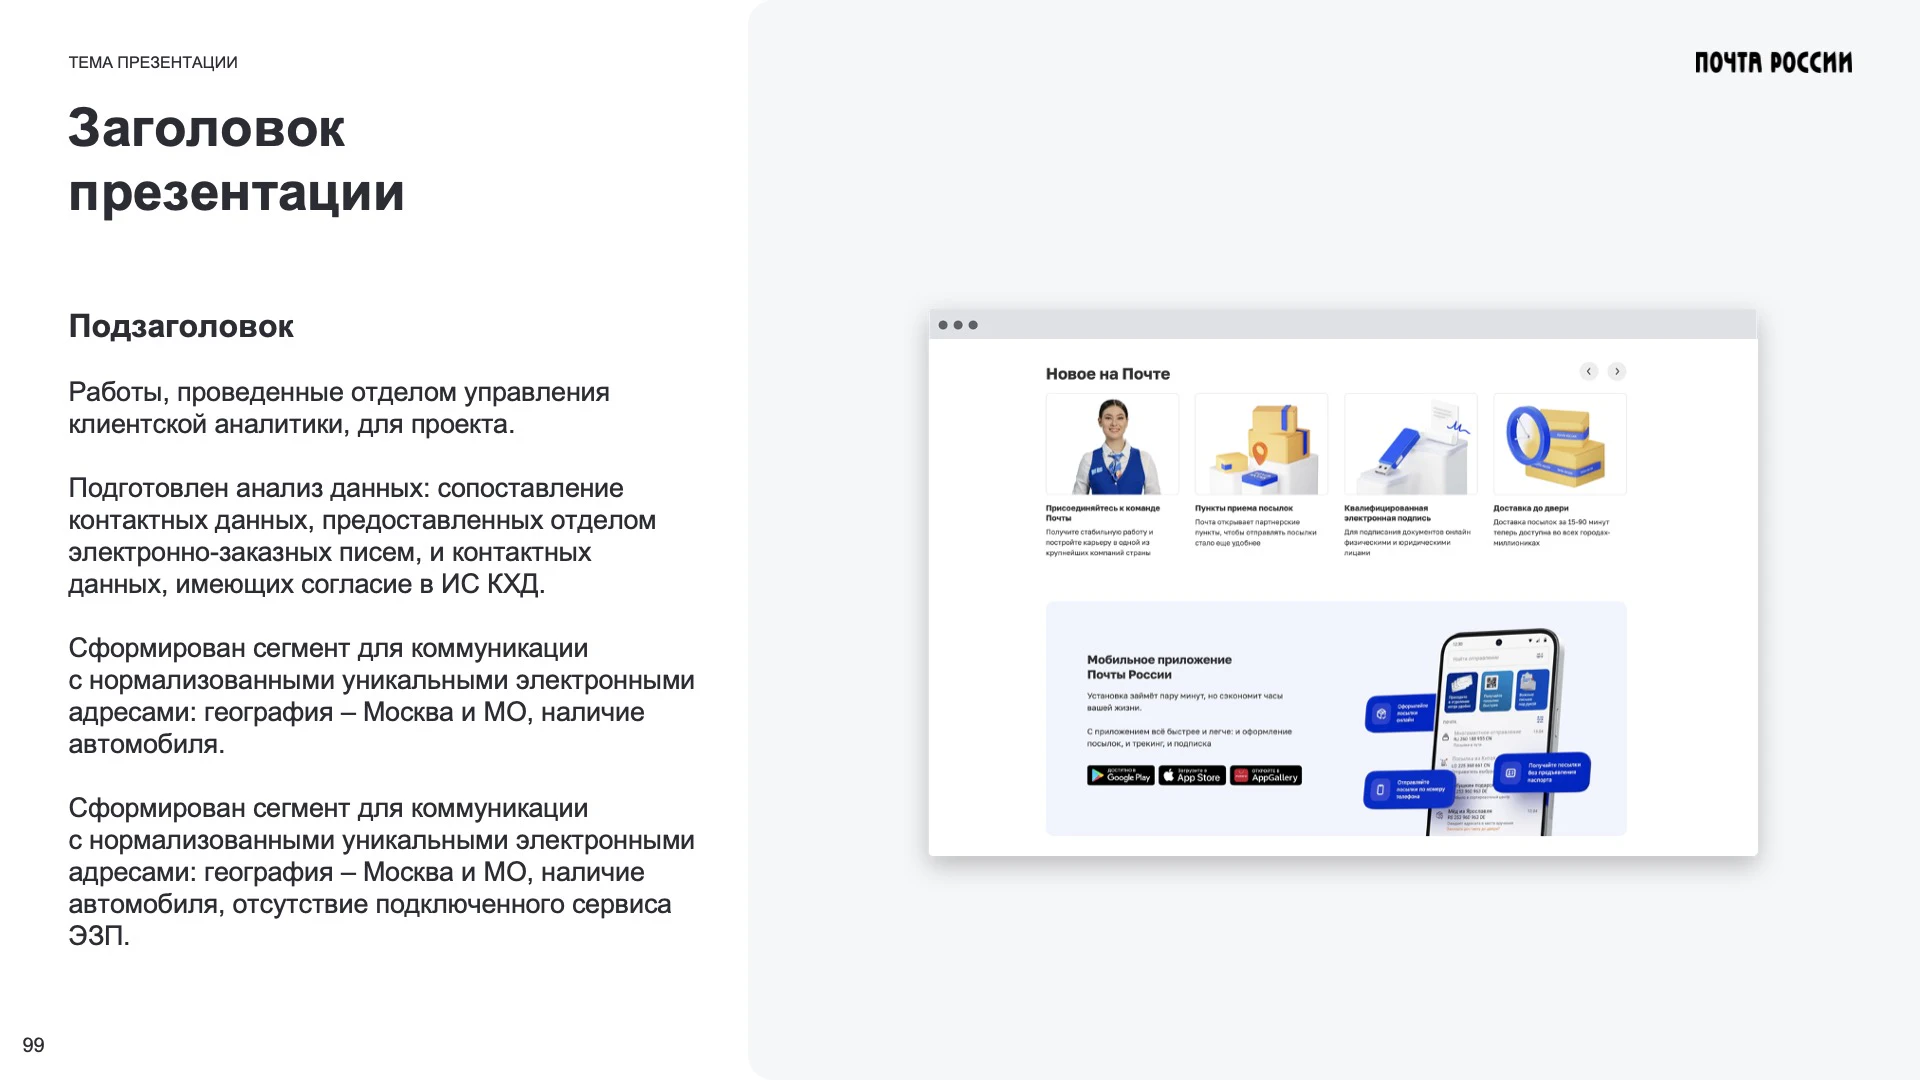 ТЕМА ПРЕЗЕНТАЦИИ
Заголовок
презентации
Подзаголовок
Работы, проведенные отделом управления
клиентской аналитики, для проекта.
Подготовлен анализ данных: сопоставление
контактных данных, предоставленных отделом
электронно-заказных писем, и контактных
данных, имеющих согласие в ИС КХД.
Сформирован сегмент для коммуникации
с нормализованными уникальными электронными
адресами: география – Москва и МО, наличие
автомобиля.
Сформирован сегмент для коммуникации
с нормализованными уникальными электронными
адресами: география – Москва и МО, наличие
автомобиля, отсутствие подключенного сервиса
ЭЗП.
99
ПОЧТА РОССИИ
Новое на Почте
Присоединяйтесь к команде
Почты
Получите стабильную работу и
постройте карьеру в одной из
крупнейших компаний страны
Пункты приема посылок
Почта открывает партнерские
пункты, чтобы отправлять посылки
стало еще удобнее
Квалифицированная
электронная подпись
Для подписания документов онлайн
физическими и юридическими
лицами
Доставка до двери
Доставка посылок за 15-90 минут
теперь доступна во всех городах-
миллиониках
Мобильное приложение
Почты России
Установка займёт пару минут, но сэкономит часы
вашей жизни.
С приложением всё быстрее и легче: и оформление
посылок, и трекинг, и подписка
ДОСТУПНО В
Google Play
Загрузите в
App Store
ОТКРОЙТЕ В
AppGallery
Оформляйте
посылки
онлайн
Отправляйте
посылки по номеру
телефона
Получайте посылки
без предъявления
паспорта